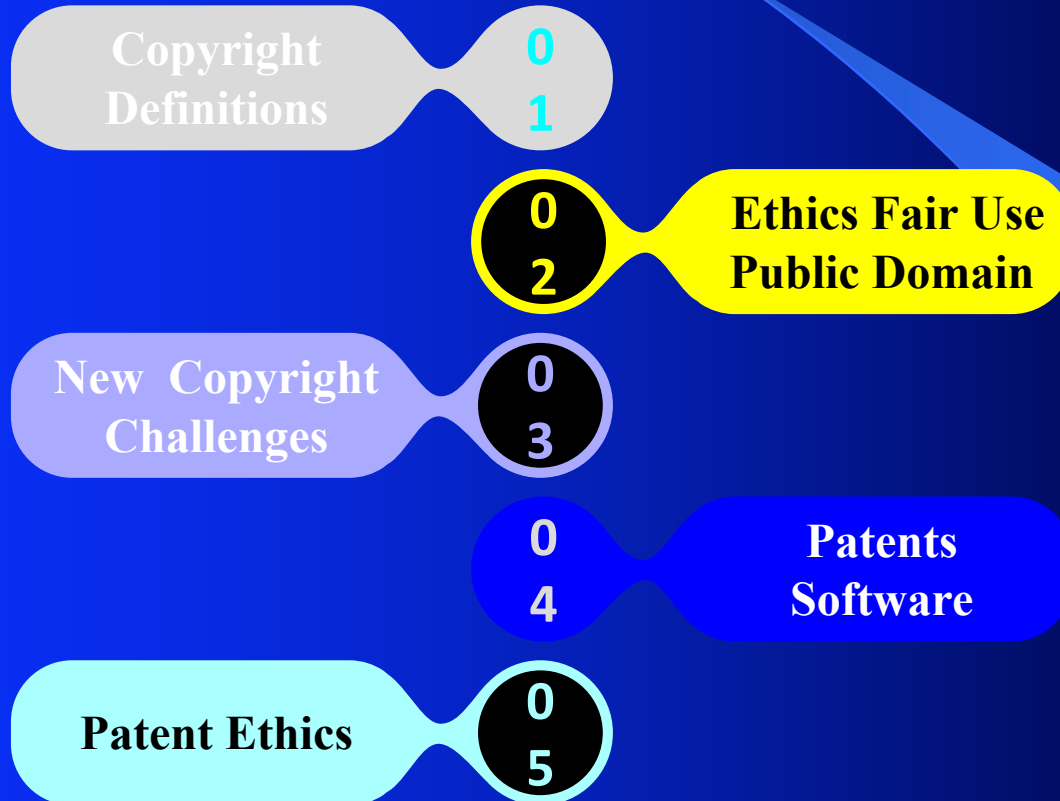 Copyright
Definitions
0
1
0
2
Ethics Fair Use
Public Domain
New Copyright
Challenges
0
3
0
4
Patents
Software
Patent Ethics
0
5